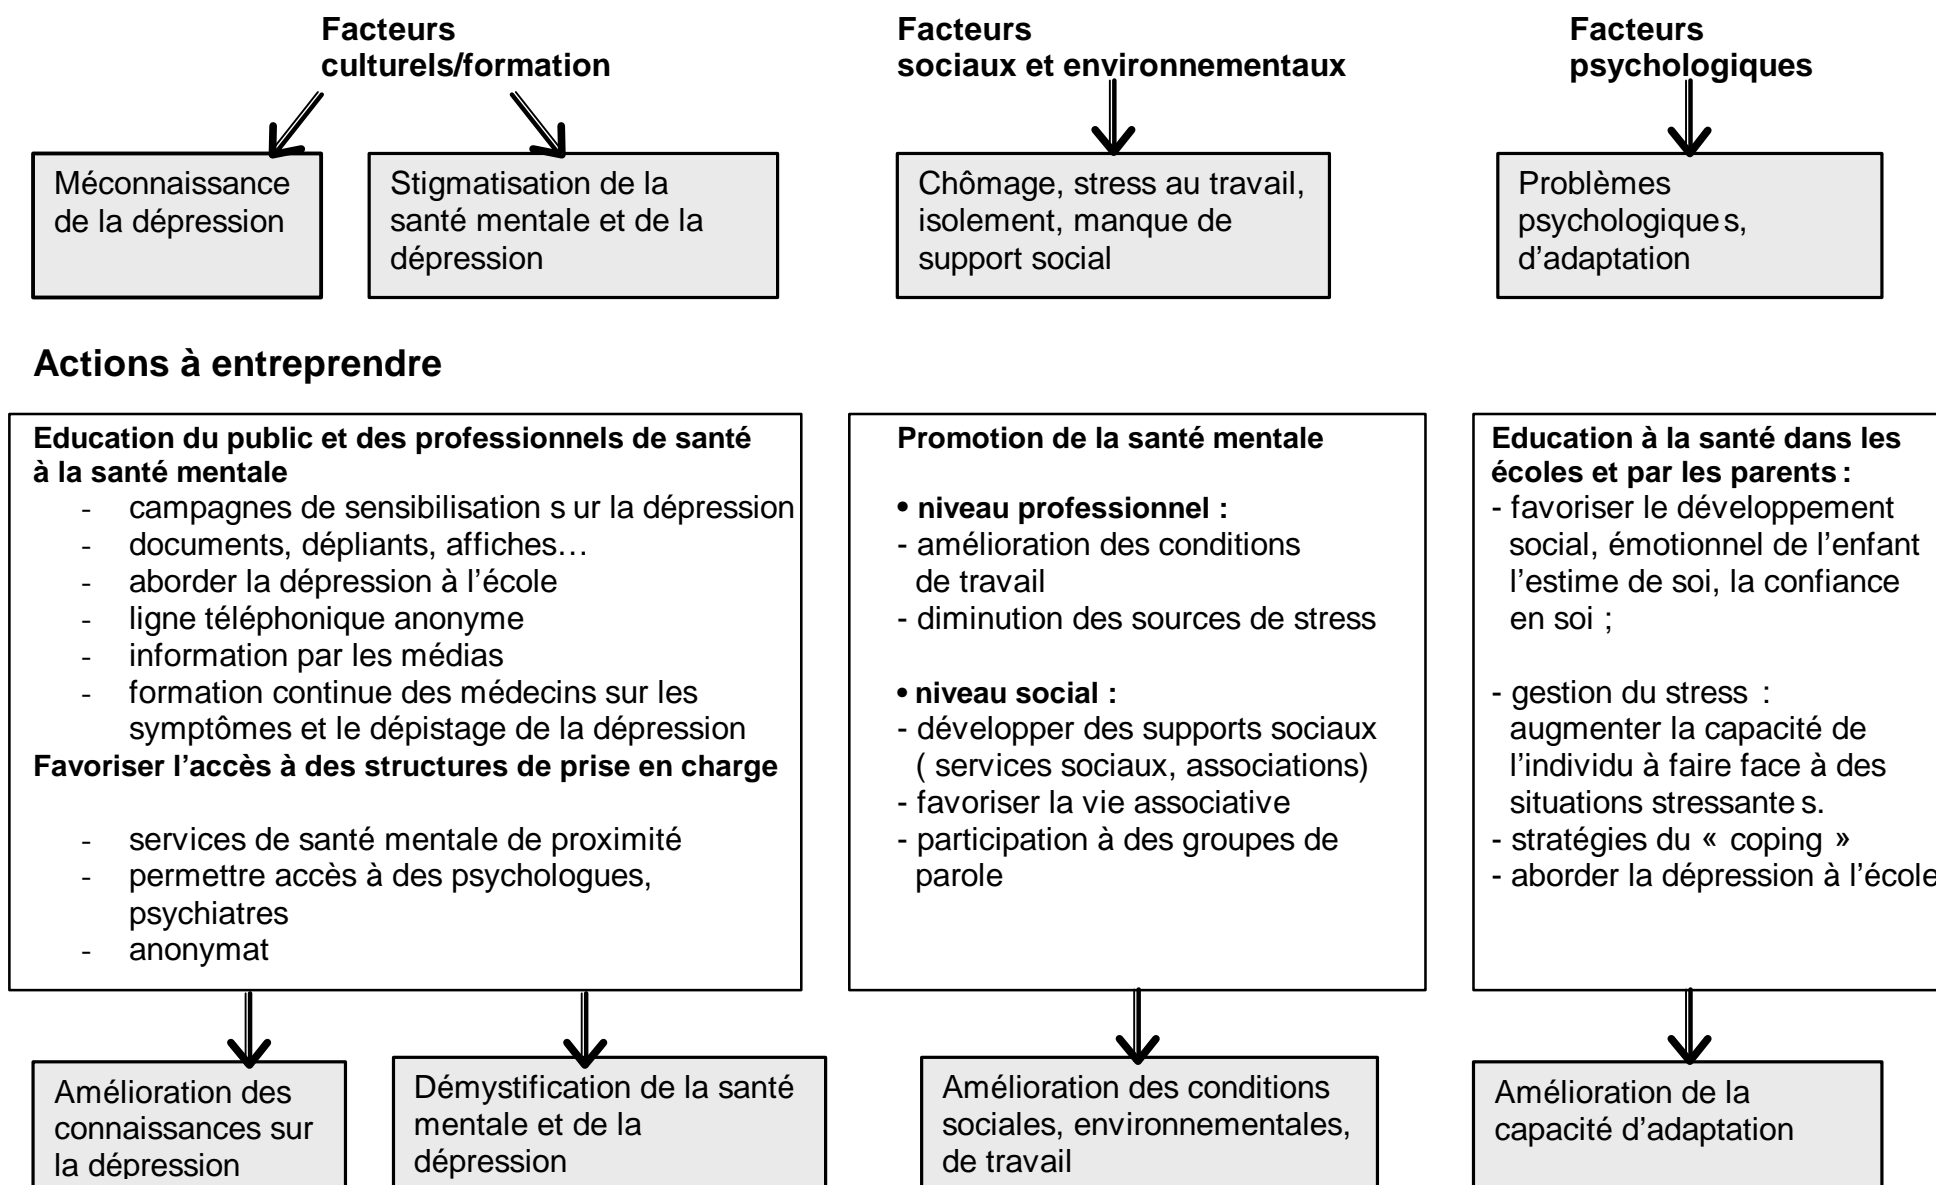 Facteurs
culturels/formation
Facteurs
sociaux et environnementaux
Facteurs
psychologiques
Méconnaissance
de la dépression
Stigmatisation de la
santé mentale et de la
dépression
Chômage, stress au travail,
isolement, manque de
support social
Problèmes
psychologiques,
d’adaptation
Actions à entreprendre
Education du public et des professionnels de santé
à la santé mentale
- campagnes de sensibilisation s ur la dépression
- documents, dépliants, affiches…
- aborder la dépression à l’école
- ligne téléphonique anonyme
- information par les médias
- formation continue des médecins sur les
symptômes et le dépistage de la dépression
Favoriser l’accès à des structures de prise en charge
- services de santé mentale de proximité
- permettre accès à des psychologues,
psychiatres
- anonymat
Promotion de la santé mentale
• niveau professionnel :
- amélioration des conditions
de travail
- diminution des sources de stress
• niveau social :
- développer des supports sociaux
( services sociaux, associations)
- favoriser la vie associative
- participation à des groupes de
parole
Education à la santé dans les
écoles et par les parents :
- favoriser le développement
social, émotionnel de l’enfant
l’estime de soi, la confiance
en soi ;
- gestion du stress :
augmenter la capacité de
l’individu à faire face à des
situations stressante s.
- stratégies du « coping »
- aborder la dépression à l’école
Amélioration des
connaissances sur
la dépression
Démystification de la santé
mentale et de la
dépression
Amélioration des conditions
sociales, environnementales,
de travail
Amélioration de la
capacité d’adaptation